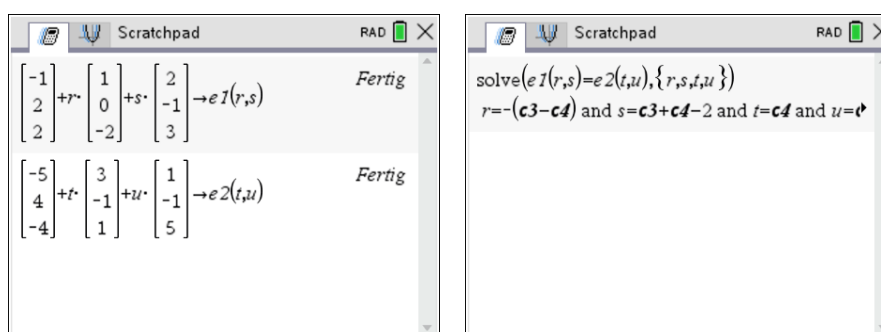 Scratchpad RAD
[-1 2 2]+r·[1 0 -2]+s·[2 -1 3]→e1(r,s) Fertig
[-5 4 -4]+t·[3 -1 1]+u·[1 -1 5]→e2(t,u) Fertig
Scratchpad RAD
solve(e1(r,s)=e2(t,u),{r,s,t,u})
r=-(c3-c4) and s=c3+c4-2 and t=c4 and u=